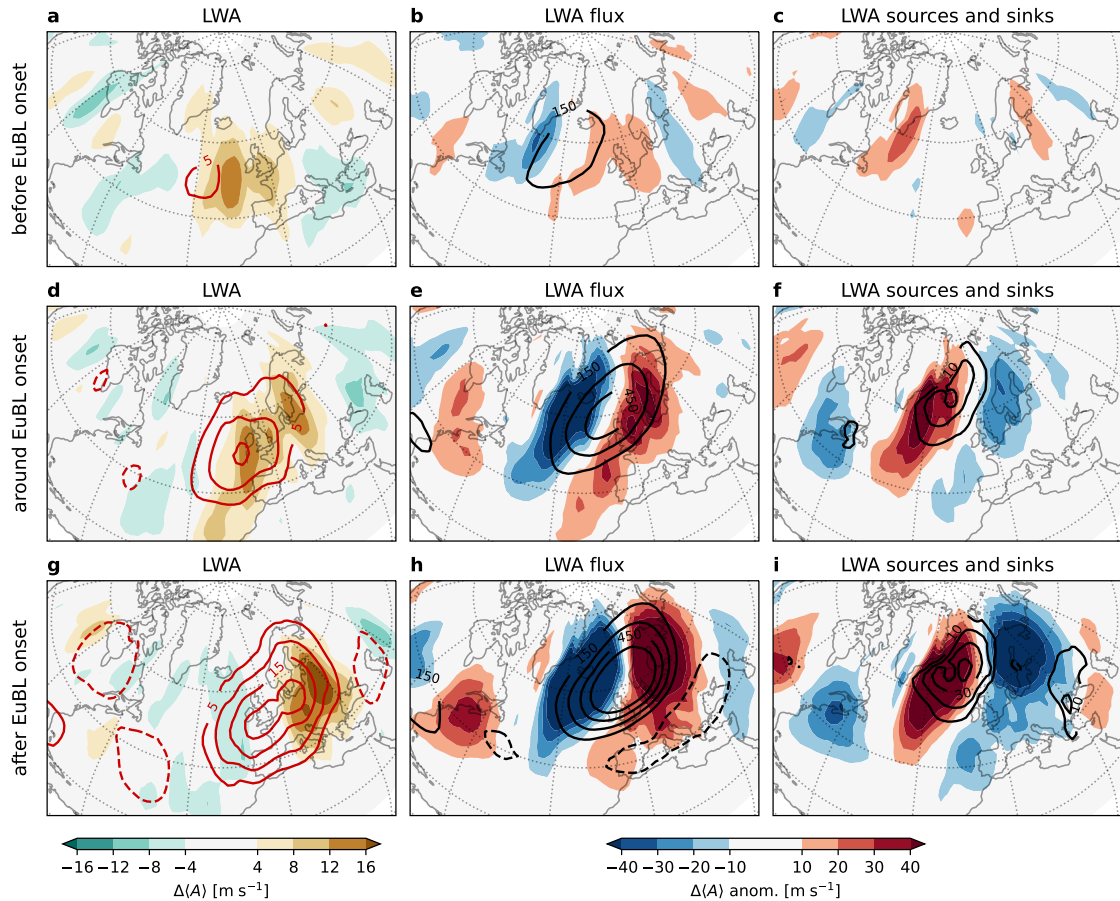 a LWA
b LWA flux
c LWA sources and sinks
before EuBL onset
5
150
d LWA
e LWA flux
f LWA sources and sinks
around EuBL onset
5
150
450
10
g LWA
h LWA flux
i LWA sources and sinks
after EuBL onset
5
15
150
150
450
10
30
10
−16 −12 −8 −4 4 8 12 16
Δ⟨A⟩ [m s⁻¹]
−40 −30 −20 −10 10 20 30 40
Δ⟨A⟩ anom. [m s⁻¹]